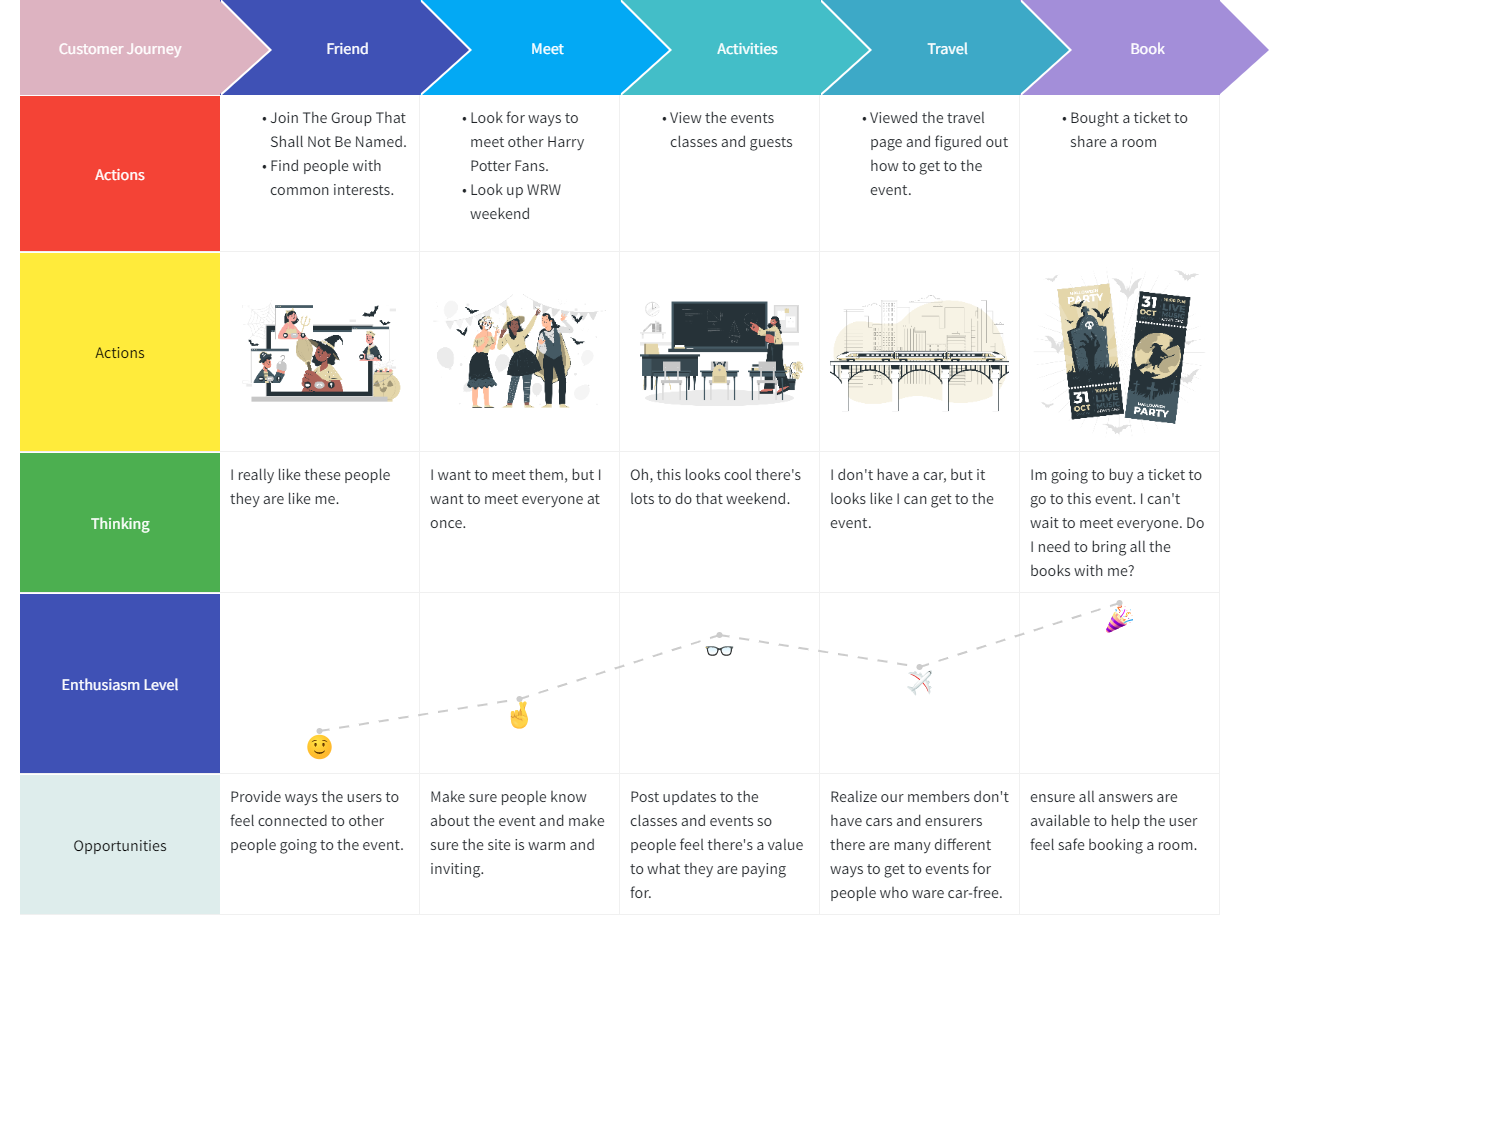 Customer Journey
Friend
Meet
Activities
Travel
Book
Actions
• Join The Group That
Shall Not Be Named.
• Find people with
common interests.
• Look for ways to
meet other Harry
Potter Fans.
• Look up WRW
weekend
• View the events
classes and guests
• Viewed the travel
page and figured out
how to get to the
event.
• Bought a ticket to
share a room
Actions
HALLOWEEN
PARTY
31
OCT
10:00 P.M
LIVE
MUSIC
31
OCT
10:00 P.M
LIVE
MUSIC
HALLOWEEN
PARTY
Thinking
I really like these people
they are like me.
I want to meet them, but I
want to meet everyone at
once.
Oh, this looks cool there's
lots to do that weekend.
I don't have a car, but it
looks like I can get to the
event.
Im going to buy a ticket to
go to this event. I can't
wait to meet everyone. Do
I need to bring all the
books with me?
Enthusiasm Level
Opportunities
Provide ways the users to
feel connected to other
people going to the event.
Make sure people know
about the event and make
sure the site is warm and
inviting.
Post updates to the
classes and events so
people feel there's a value
to what they are paying
for.
Realize our members don't
have cars and ensurers
there are many different
ways to get to events for
people who ware car-free.
ensure all answers are
available to help the user
feel safe booking a room.